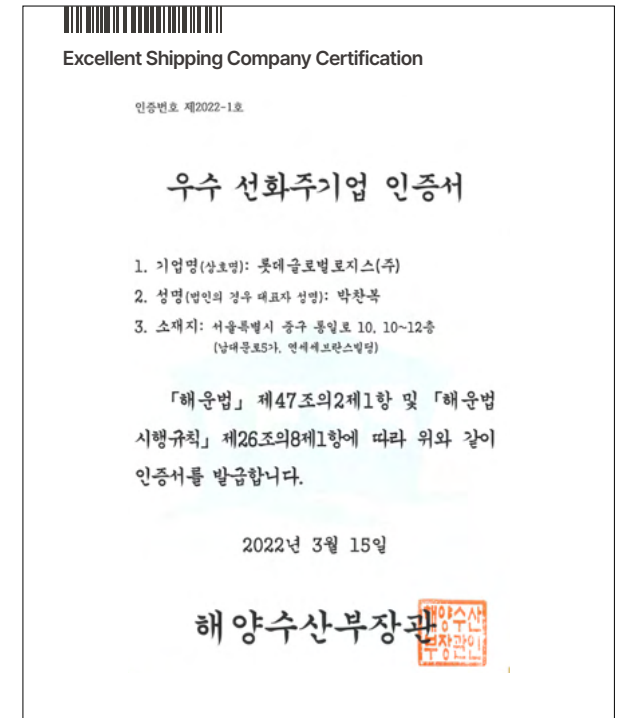 Excellent Shipping Company Certification
인증번호 제2022-1호
우수 선화주기업 인증서
1. 기업명(상호명): 롯데글로벌로지스(주)
2. 성명(법인의 경우 대표자 성명): 박찬복
3. 소재지: 서울특별시 중구 통일로 10, 10~12층
(남대문로5가, 연세세브란스빌딩)
「해운법」 제47조의2제1항 및 「해운법
시행규칙」 제26조의8제1항에 따라 위와 같이
인증서를 발급합니다.
2022년 3월 15일
해양수산부장관
해양수산
부장관인